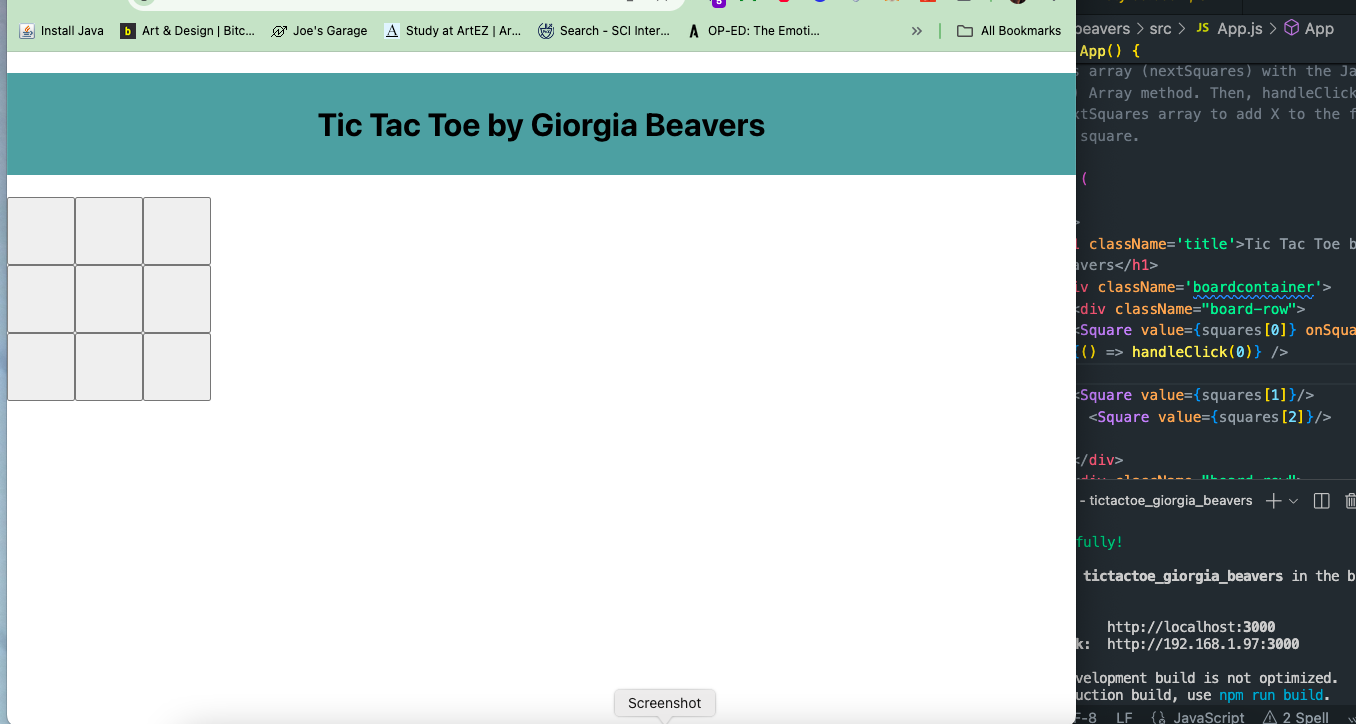 5
Install Java
b Art & Design | Bitc...
Joe's Garage
A Study at ArtEZ | Ar...
Search - SCI Inter...
A OP-ED: The Emoti...
»
All Bookmarks
Tic Tac Toe by Giorgia Beavers
beavers > src > JS App.js > App
App() {
array (nextSquares) with the Ja
Array method. Then, handleClick
tSquares array to add X to the f
square.
(
>
className='title'>Tic Tac Toe b
avers</h1>
iv className='boardcontainer'>
<div className="board-row">
<Square value={squares[0]} onSqua
{() => handleClick(0)} />
<Square value={squares[1]}/>
<Square value={squares[2]}/>
</div>
- tictactoe_giorgia_beavers
fully!
tictactoe_giorgia_beavers in the b
http://localhost:3000
k: http://192.168.1.97:3000
velopment build is not optimized.
uction build, use npm run build.
F-8 LF {} JavaScript 2 Spell
Screenshot